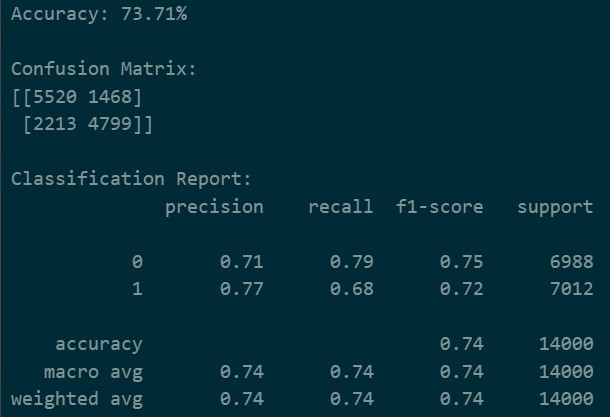 Accuracy: 73.71%
Confusion Matrix:
[[5520 1468]
 [2213 4799]]
Classification Report:
              precision    recall  f1-score   support
           0       0.71      0.79      0.75      6988
           1       0.77      0.68      0.72      7012
    accuracy                           0.74     14000
   macro avg       0.74      0.74      0.74     14000
weighted avg       0.74      0.74      0.74     14000